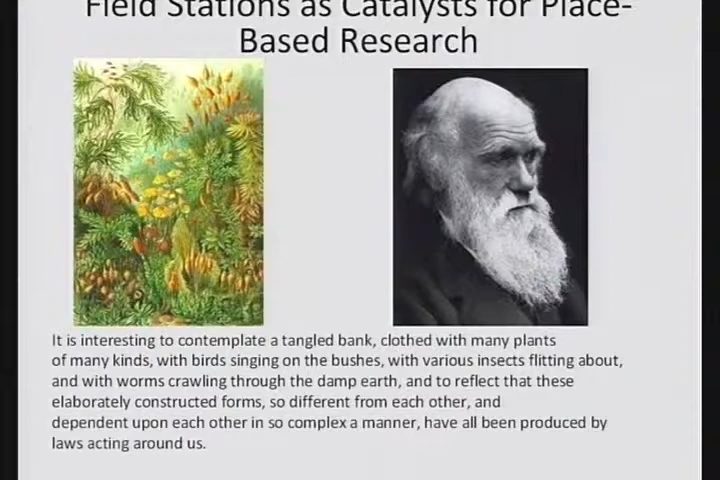 Field Stations as Catalysts for Place-
Based Research
It is interesting to contemplate a tangled bank, clothed with many plants
of many kinds, with birds singing on the bushes, with various insects flitting about,
and with worms crawling through the damp earth, and to reflect that these
elaborately constructed forms, so different from each other, and
dependent upon each other in so complex a manner, have all been produced by
laws acting around us.